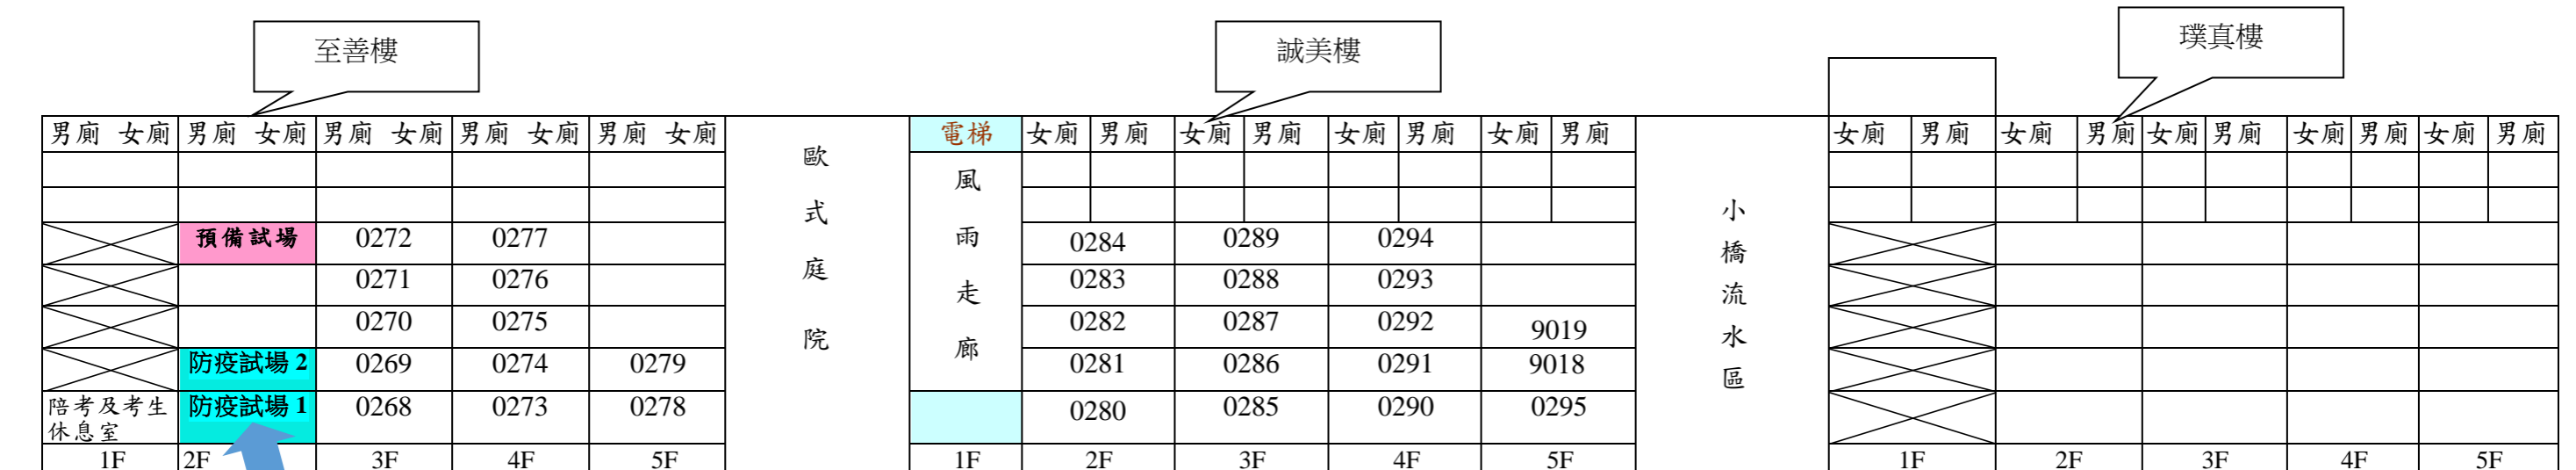 至善樓 誠美樓 璞真樓
男廁 女廁 男廁 女廁 男廁 女廁 男廁 女廁 男廁 女廁 電梯 女廁 男廁 女廁 男廁 女廁 男廁 女廁 男廁 女廁 男廁 女廁 男廁 女廁 男廁 女廁 男廁 女廁 男廁
歐式庭院
風雨走廊
小橋流水區
預備試場 0272 0277 0284 0289 0294
0271 0276 0283 0288 0293
0270 0275 0282 0287 0292 9019
防疫試場 2 0269 0274 0279 0281 0286 0291 9018
陪考及考生
休息室
防疫試場 1 0268 0273 0278 0280 0285 0290 0295
1F 2F 3F 4F 5F 1F 2F 3F 4F 5F 1F 2F 3F 4F 5F